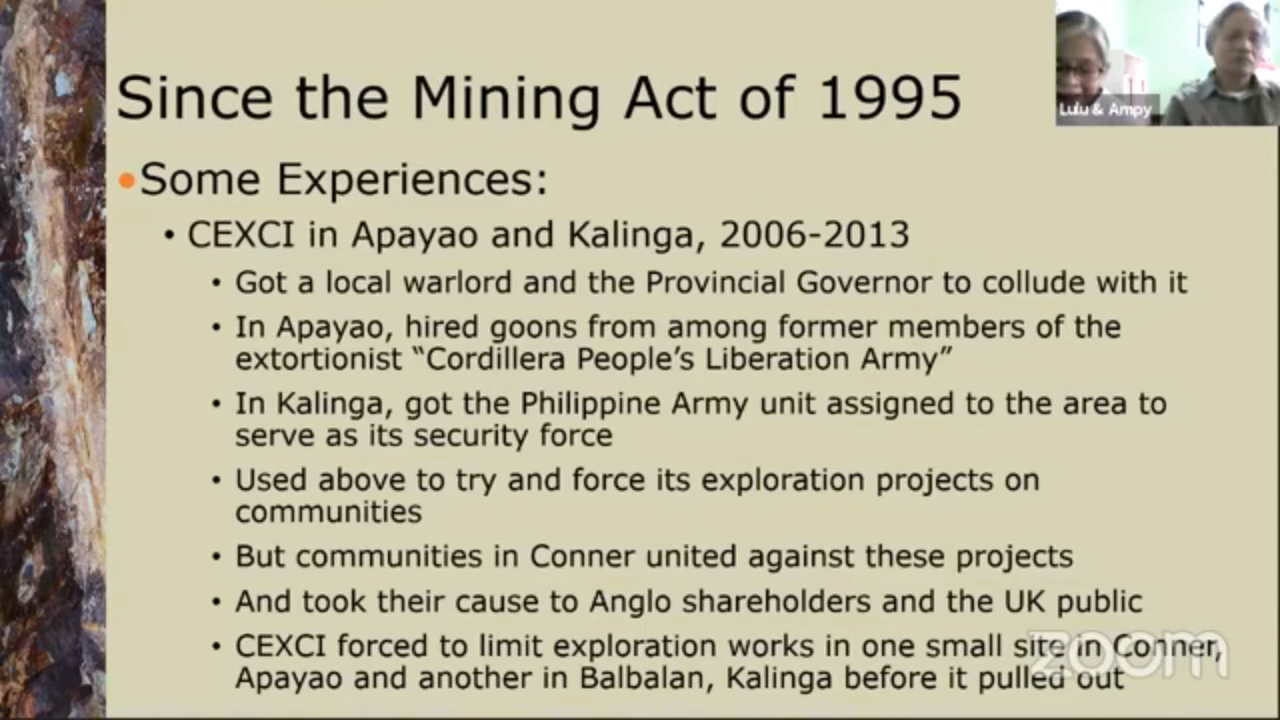 Since the Mining Act of 1995
Lulu & Ampy
•Some Experiences:
• CEXCI in Apayao and Kalinga, 2006-2013
• Got a local warlord and the Provincial Governor to collude with it
• In Apayao, hired goons from among former members of the
extortionist “Cordillera People’s Liberation Army”
• In Kalinga, got the Philippine Army unit assigned to the area to
serve as its security force
• Used above to try and force its exploration projects on
communities
• But communities in Conner united against these projects
• And took their cause to Anglo shareholders and the UK public
• CEXCI forced to limit exploration works in one small site in Conner,
Apayao and another in Balbalan, Kalinga before it pulled out
zoom